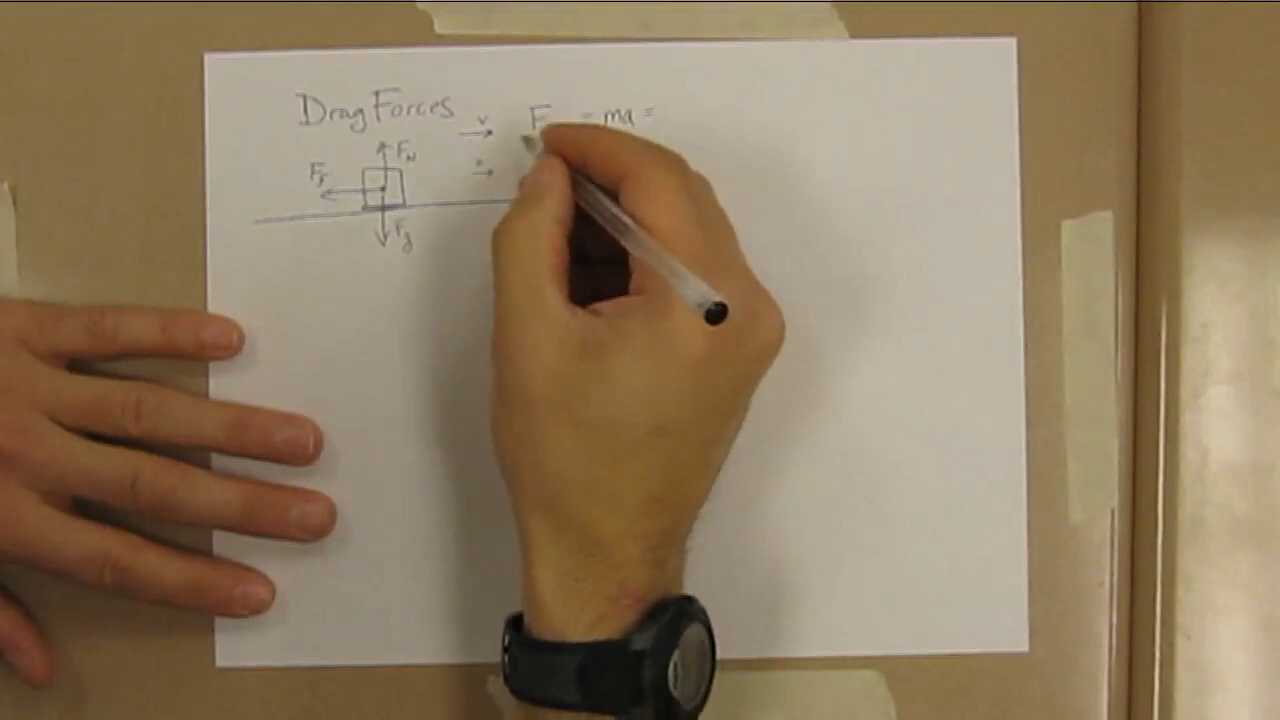 Drag Forces
v
F = ma =
F_N
F_f
F_g